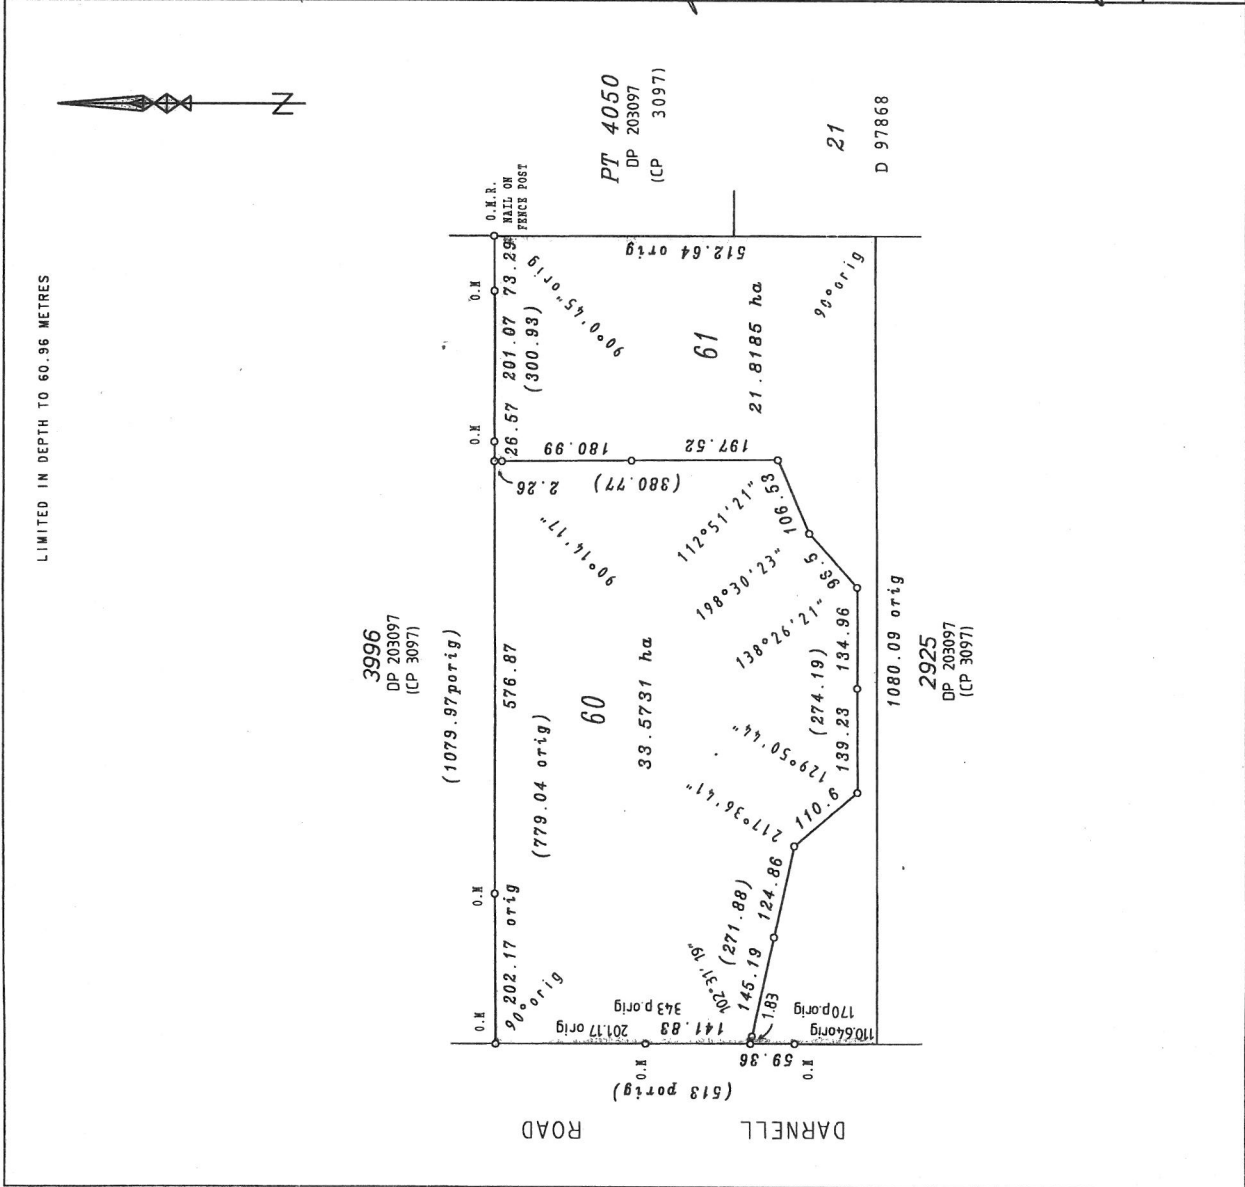 LIMITED IN DEPTH TO 60.96 METRES
N
3996
DP 203097
(CP 3097)
(1079.97porig)
PT 4050
DP 203097
(CP 3097)
21
D 97868
O.M.R.
NAIL ON
FENCE POST
O.M
O.M
O.M
O.M
202.17 orig
576.87
26.57
201.07
73.29
(300.93)
(779.04 orig)
90°orig
90°14'17"
90°0'45" orig
2.26
180.99
(380.77)
197.52
512.64 orig
60
33.5731 ha
61
21.8185 ha
90°orig
112°51'21"
198°30'23"
138°26'21"
129°50'44"
217°36'41"
102°31'19"
106.53
98.5
134.96
(274.19)
139.23
110.6
124.86
(271.88)
145.19
1.83
201.17 orig
343 p.orig
141.83
170p.orig
110.64orig
59.36
O.M
O.M
(513 porig)
1080.09 orig
2925
DP 203097
(CP 3097)
DARNELL
ROAD